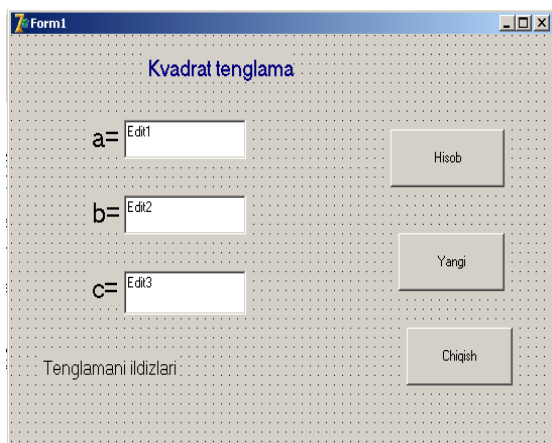 Form1
Kvadrat tenglama
a= Edit1
Hisob
b= Edit2
Yangi
c= Edit3
Chiqish
Tenglamani ildizlari